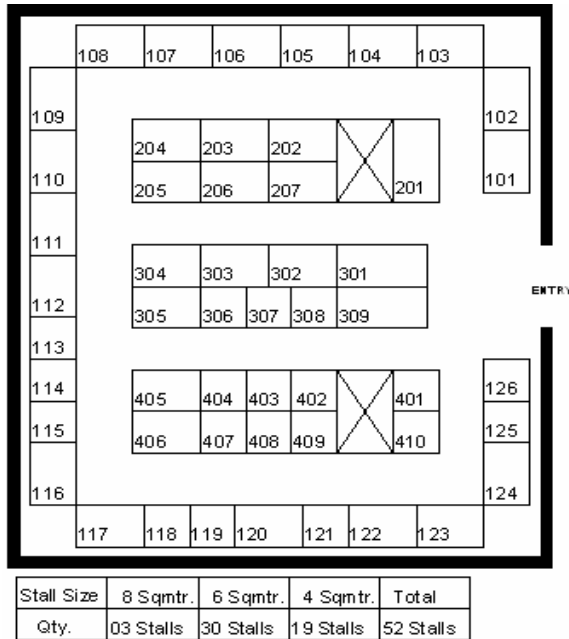 108 107 106 105 104 103
109 102
204 203 202
110 205 206 207 201 101
111
304 303 302 301
ENTRY
112 305 306 307 308 309
113
114 405 404 403 402 401 126
115 406 407 408 409 410 125
116 124
117 118 119 120 121 122 123
Stall Size 8 Sqmtr. 6 Sqmtr. 4 Sqmtr. Total
Qty. 03 Stalls 30 Stalls 19 Stalls 52 Stalls